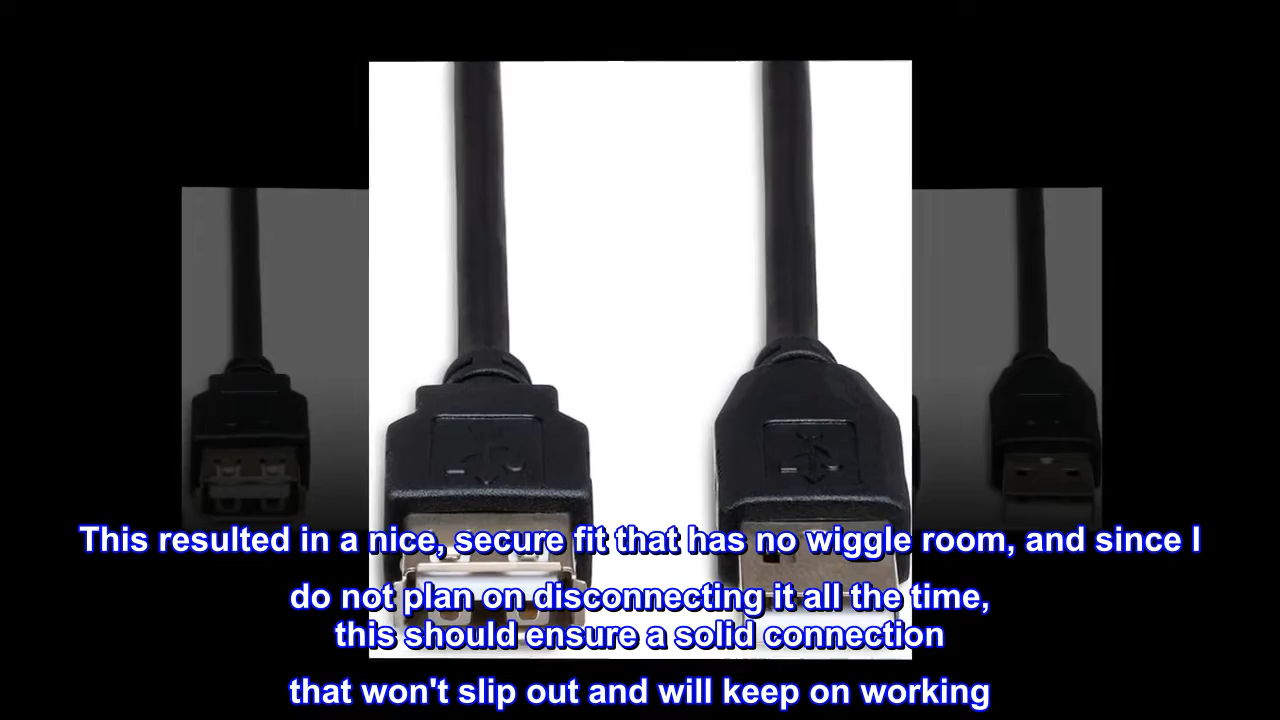 This resulted in a nice, secure fit that has no wiggle room, and since I
do not plan on disconnecting it all the time,
this should ensure a solid connection
that won't slip out and will keep on working